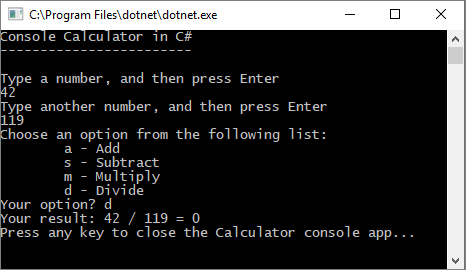 C:\Program Files\dotnet\dotnet.exe
Console Calculator in C#
------------------------
Type a number, and then press Enter
42
Type another number, and then press Enter
119
Choose an option from the following list:
a - Add
s - Subtract
m - Multiply
d - Divide
Your option? d
Your result: 42 / 119 = 0
Press any key to close the Calculator console app...